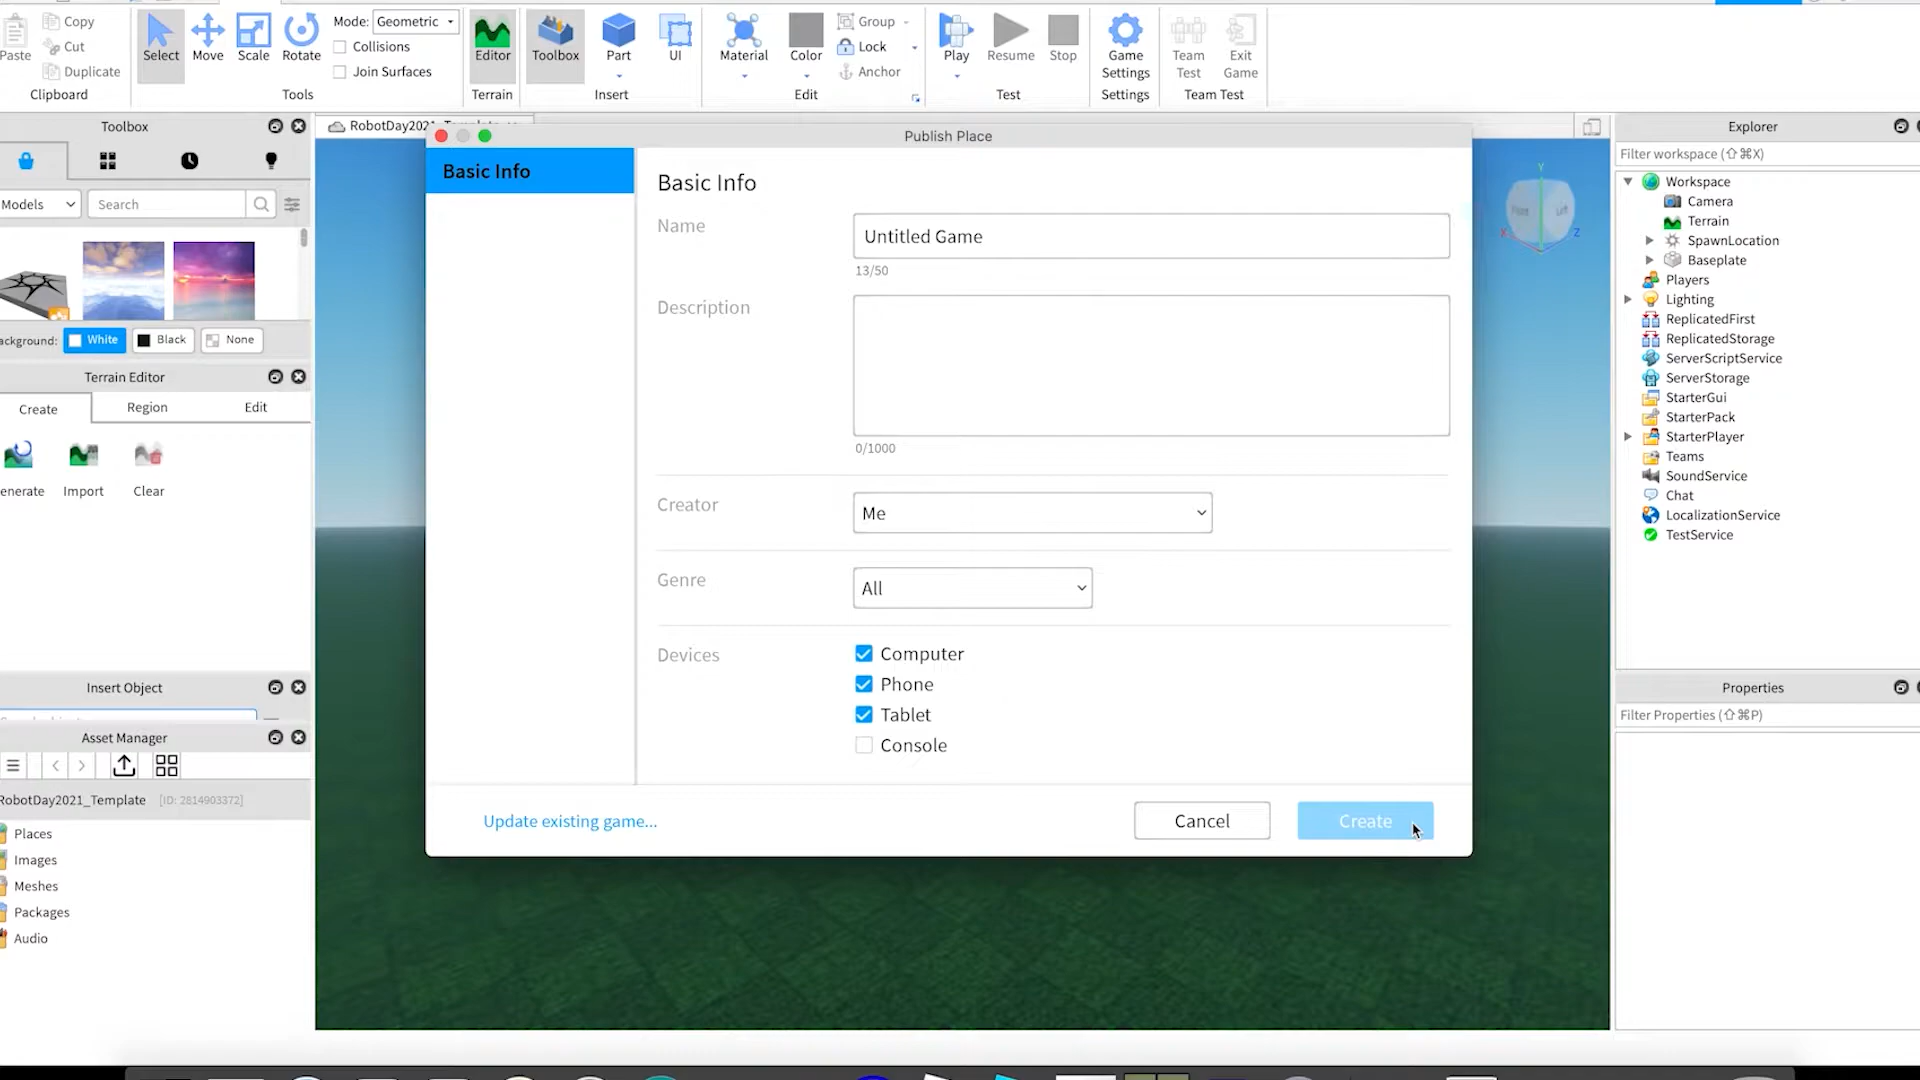 Paste
Copy
Cut
Duplicate
Clipboard
Select
Move
Scale
Rotate
Mode: Geometric
Collisions
Join Surfaces
Tools
Editor
Terrain
Toolbox
Part
UI
Insert
Material
Color
Group
Lock
Anchor
Edit
Play
Resume
Stop
Test
Game
Settings
Settings
Team
Test
Exit
Game
Team Test
Toolbox
Models
Search
ackground: White Black None
Terrain Editor
Create Region Edit
enerate Import Clear
Insert Object
Asset Manager
RobotDay2021_Template [ID: 2814903372]
Places
Images
Meshes
Packages
Audio
RobotDay2021_Template
Publish Place
Basic Info
Basic Info
Name
Untitled Game
13/50
Description
0/1000
Creator
Me
Genre
All
Devices
Computer
Phone
Tablet
Console
Update existing game...
Cancel
Create
Y
X
Z
Explorer
Filter workspace (⇧⌘X)
Workspace
Camera
Terrain
SpawnLocation
Baseplate
Players
Lighting
ReplicatedFirst
ReplicatedStorage
ServerScriptService
ServerStorage
StarterGui
StarterPack
StarterPlayer
Teams
SoundService
Chat
LocalizationService
TestService
Properties
Filter Properties (⇧⌘P)